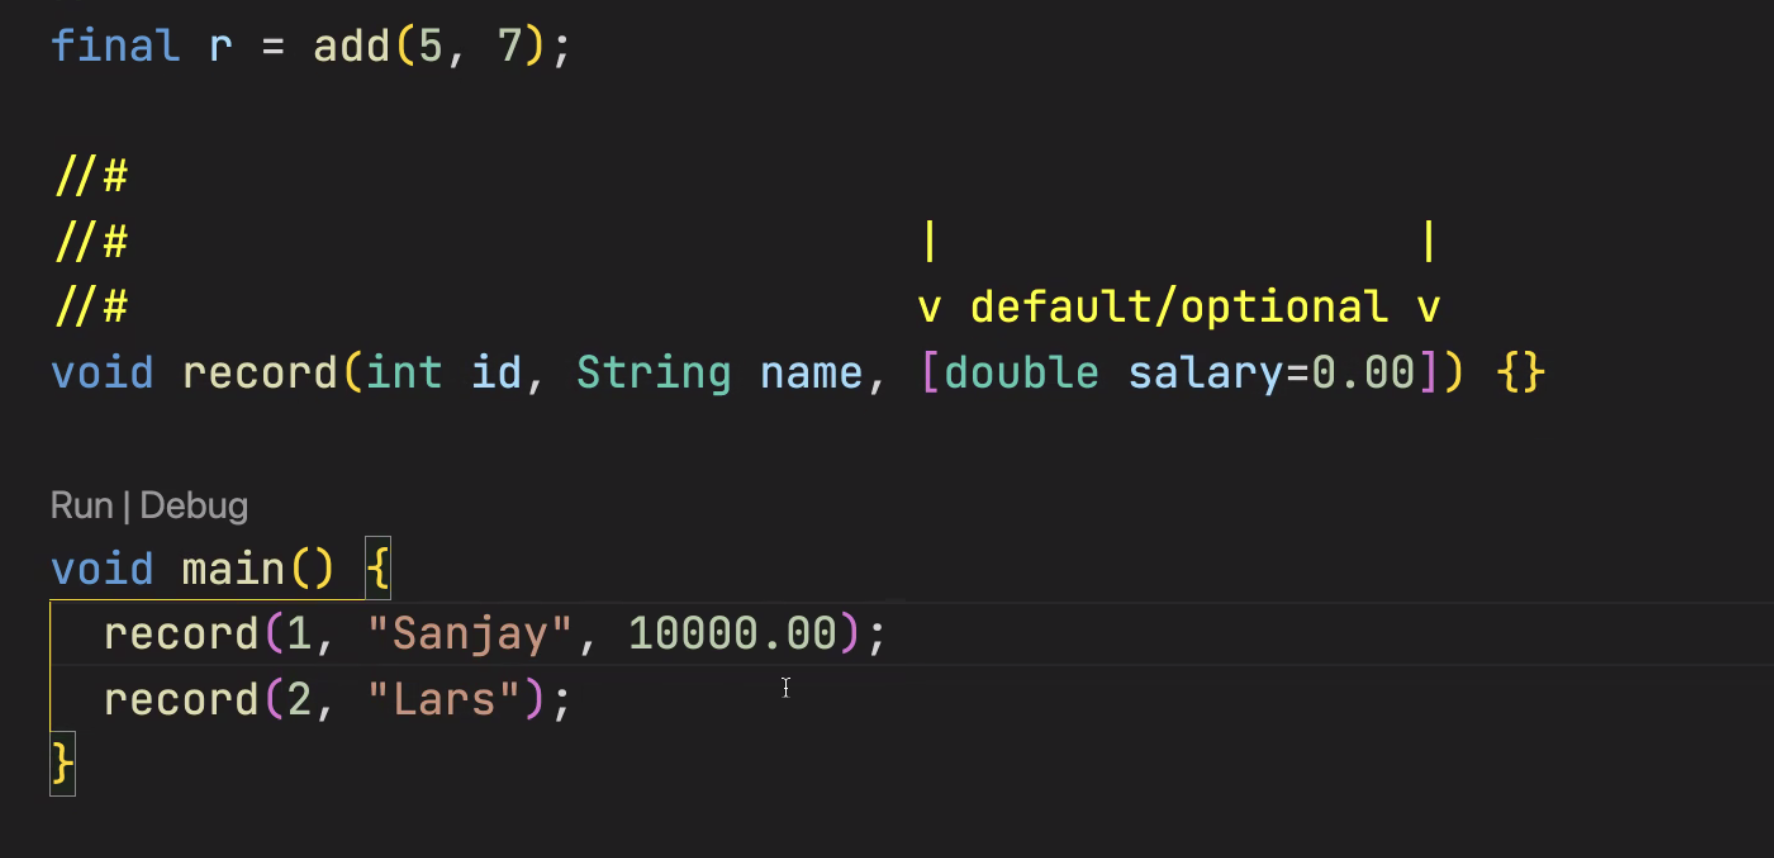 final r = add(5, 7);
//#
//# | |
//# v default/optional v
void record(int id, String name, [double salary=0.00]) {}
Run | Debug
void main() {
record(1, "Sanjay", 10000.00);
record(2, "Lars");
}